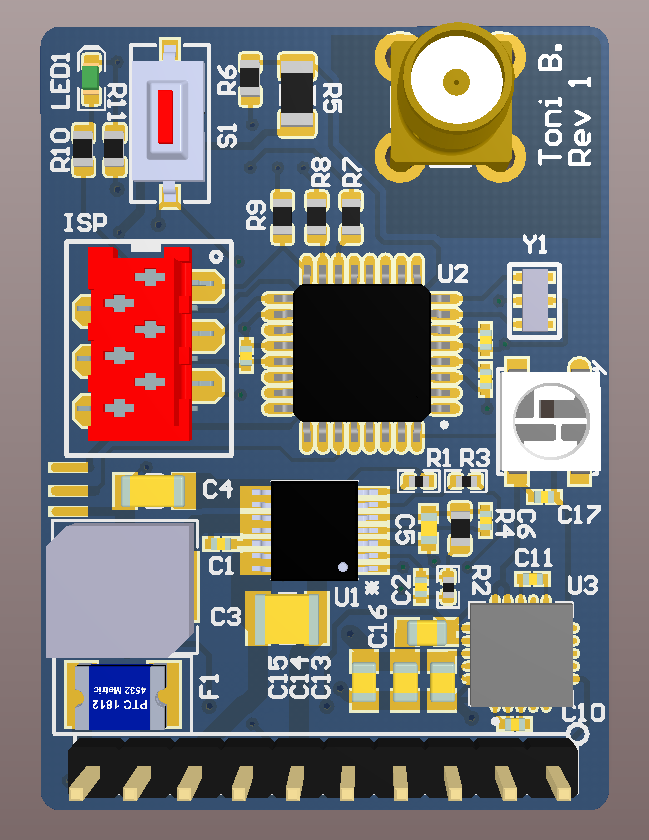 LED1
R11
R10
S1
R6
R5
Toni B.
Rev 1
R8
R7
R9
ISP
U2
Y1
R1
R3
C4
C17
C5
R4
C6
C1
C11
R2
C2
U3
U1
C3
C16
C15
C14
C13
F1
PTC 1812
4532 Metric
C10